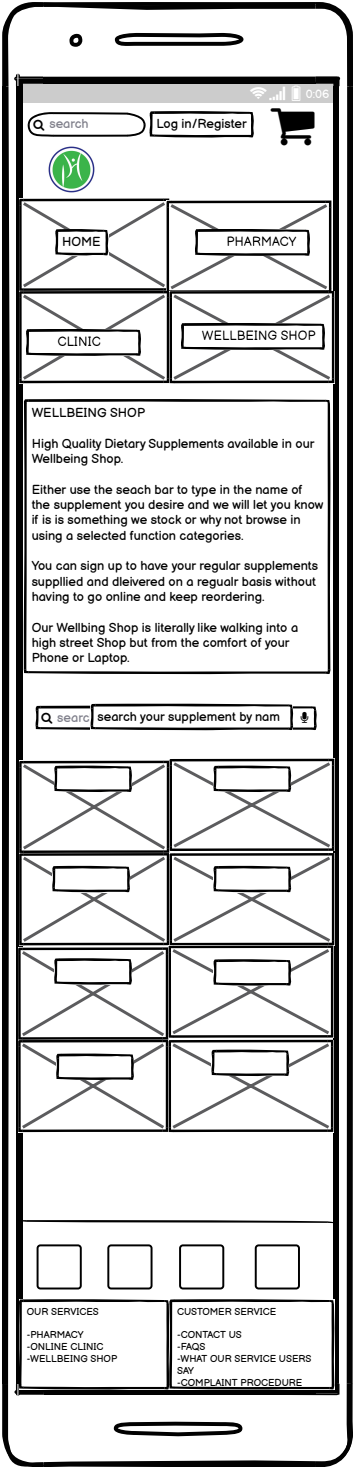 0:06
search
Log in/Register
HOME
PHARMACY
CLINIC
WELLBEING SHOP
WELLBEING SHOP
High Quality Dietary Supplements available in our
Wellbeing Shop.
Either use the seach bar to type in the name of
the supplement you desire and we will let you know
if is is something we stock or why not browse in
using a selected function categories.
You can sign up to have your regular supplements
suppllied and dleivered on a regualr basis without
having to go online and keep reordering.
Our Wellbing Shop is literally like walking into a
high street Shop but from the comfort of your
Phone or Laptop.
searc
search your supplement by nam
OUR SERVICES
-PHARMACY
-ONLINE CLINIC
-WELLBEING SHOP
CUSTOMER SERVICE
-CONTACT US
-FAQS
-WHAT OUR SERVICE USERS
SAY
-COMPLAINT PROCEDURE